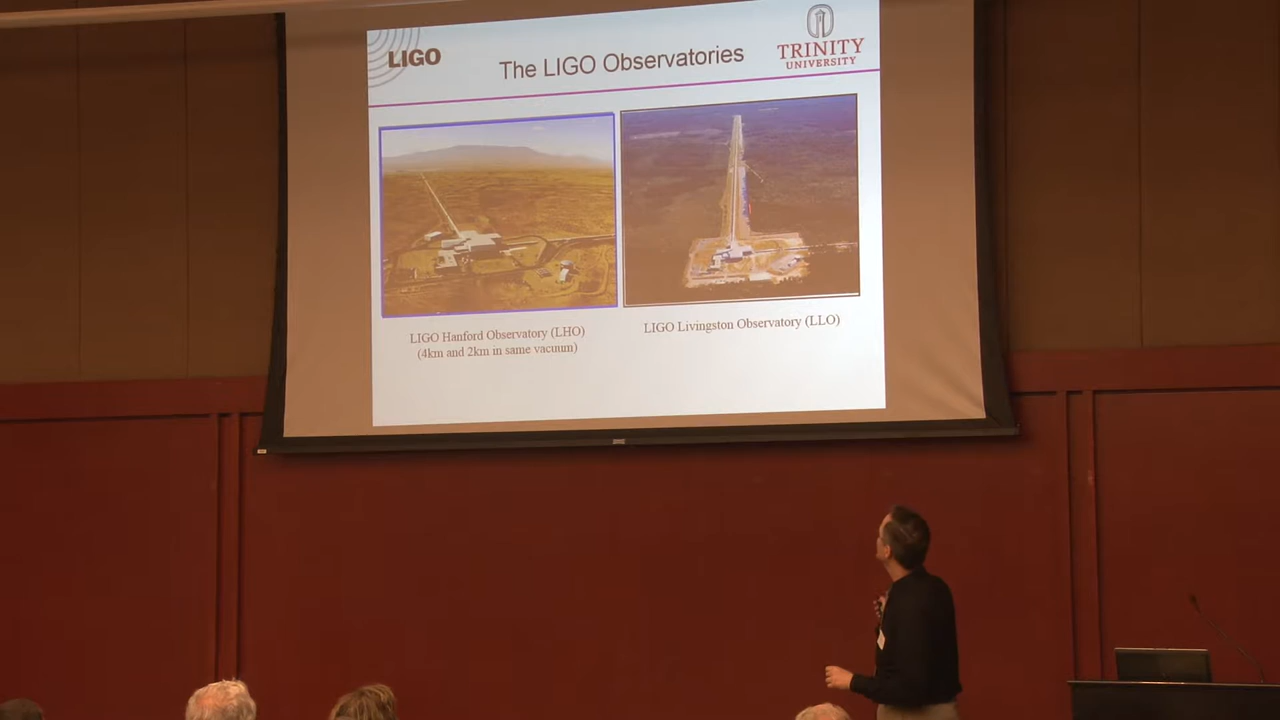 LIGO
The LIGO Observatories
TRINITY
UNIVERSITY
LIGO Hanford Observatory (LHO)
(4km and 2km in same vacuum)
LIGO Livingston Observatory (LLO)